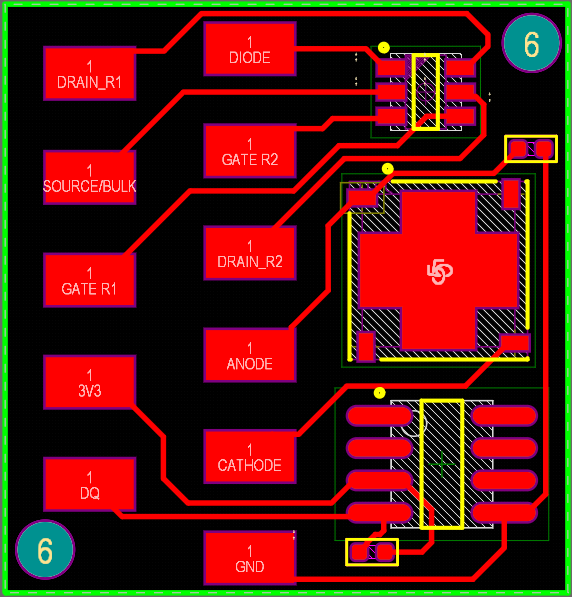 1
DIODE
6
1
DRAIN_R1
1
GATE R2
1
SOURCE/BULK
1
DRAIN_R2
1
GATE R1
1
ANODE
1
3V3
1
CATHODE
1
DQ
6
1
GND